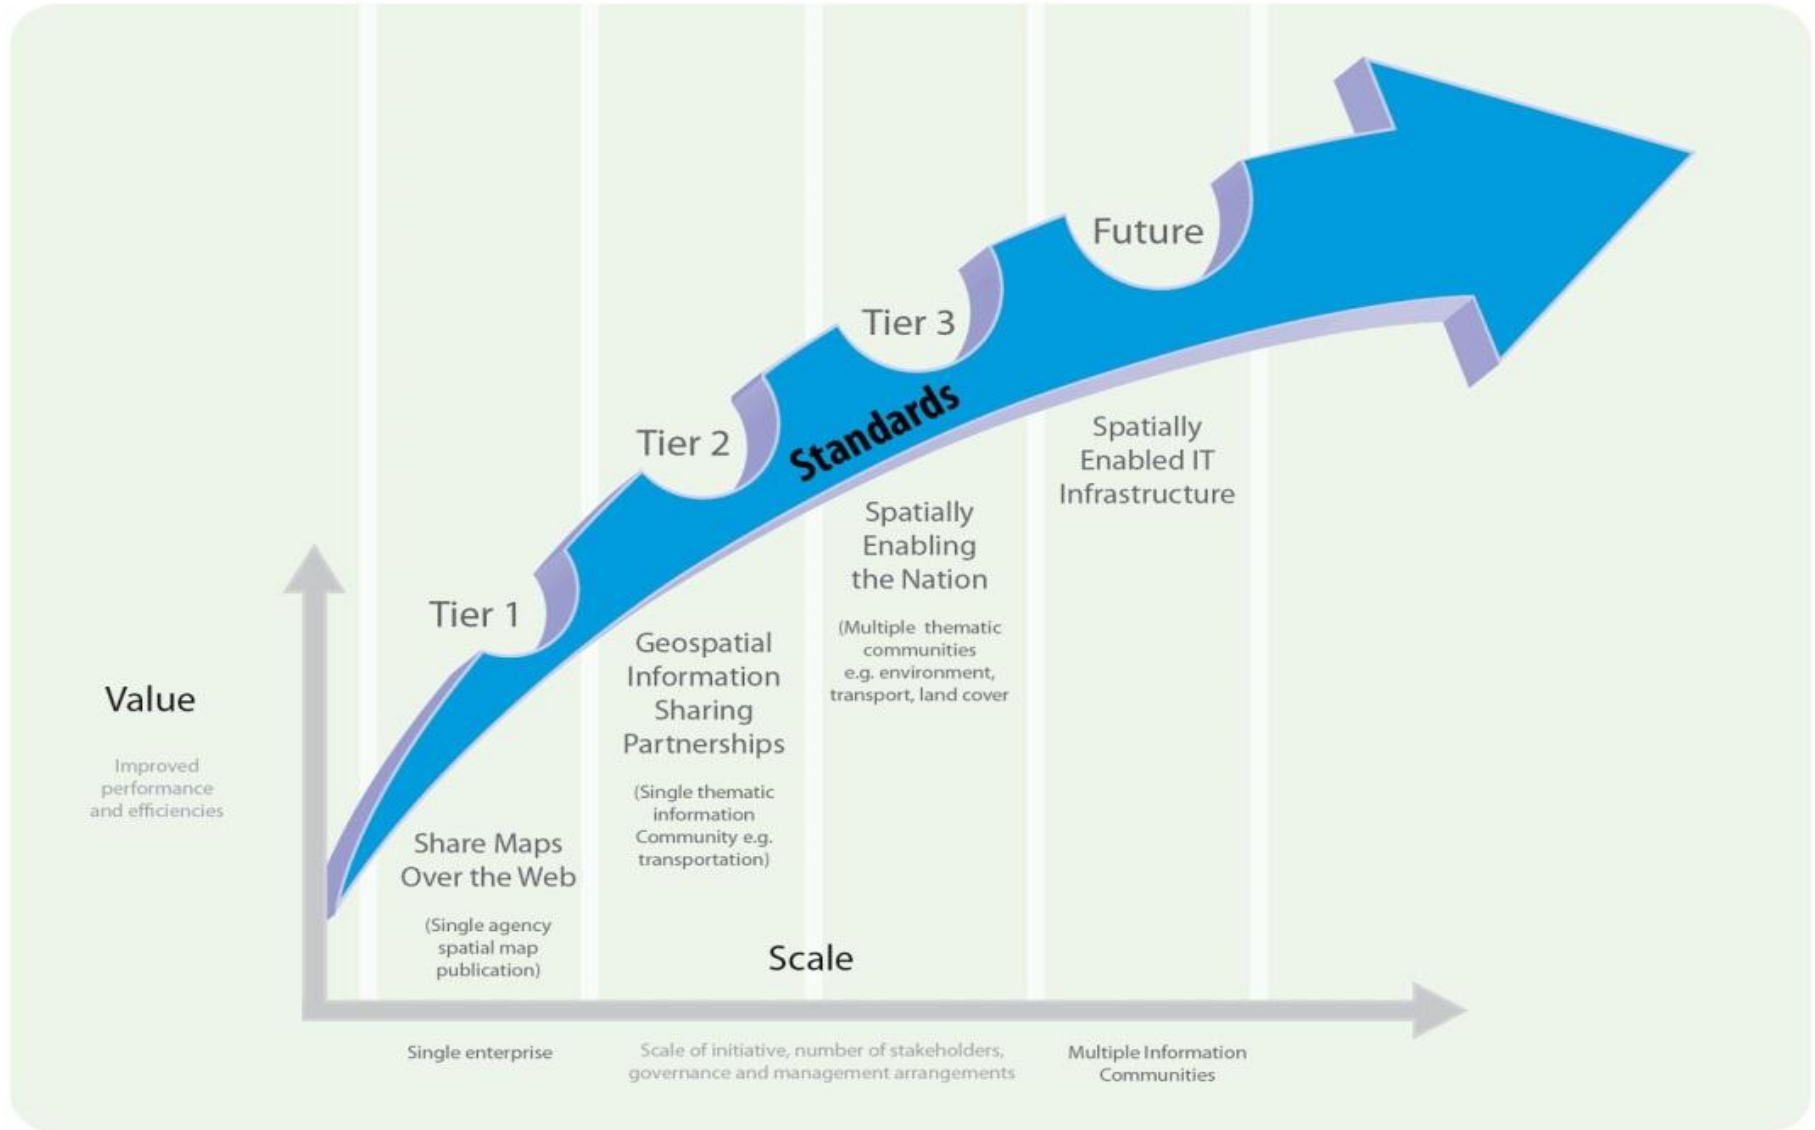 Future
Tier 3
Tier 2
Tier 1
Standards
Spatially
Enabled IT
Infrastructure
Spatially
Enabling
the Nation
(Multiple thematic
communities
e.g. environment,
transport, land cover
Geospatial
Information
Sharing
Partnerships
(Single thematic
information
Community e.g.
transportation)
Share Maps
Over the Web
(Single agency
spatial map
publication)
Value
Improved
performance
and efficiencies
Scale
Single enterprise
Scale of initiative, number of stakeholders,
governance and management arrangements
Multiple Information
Communities